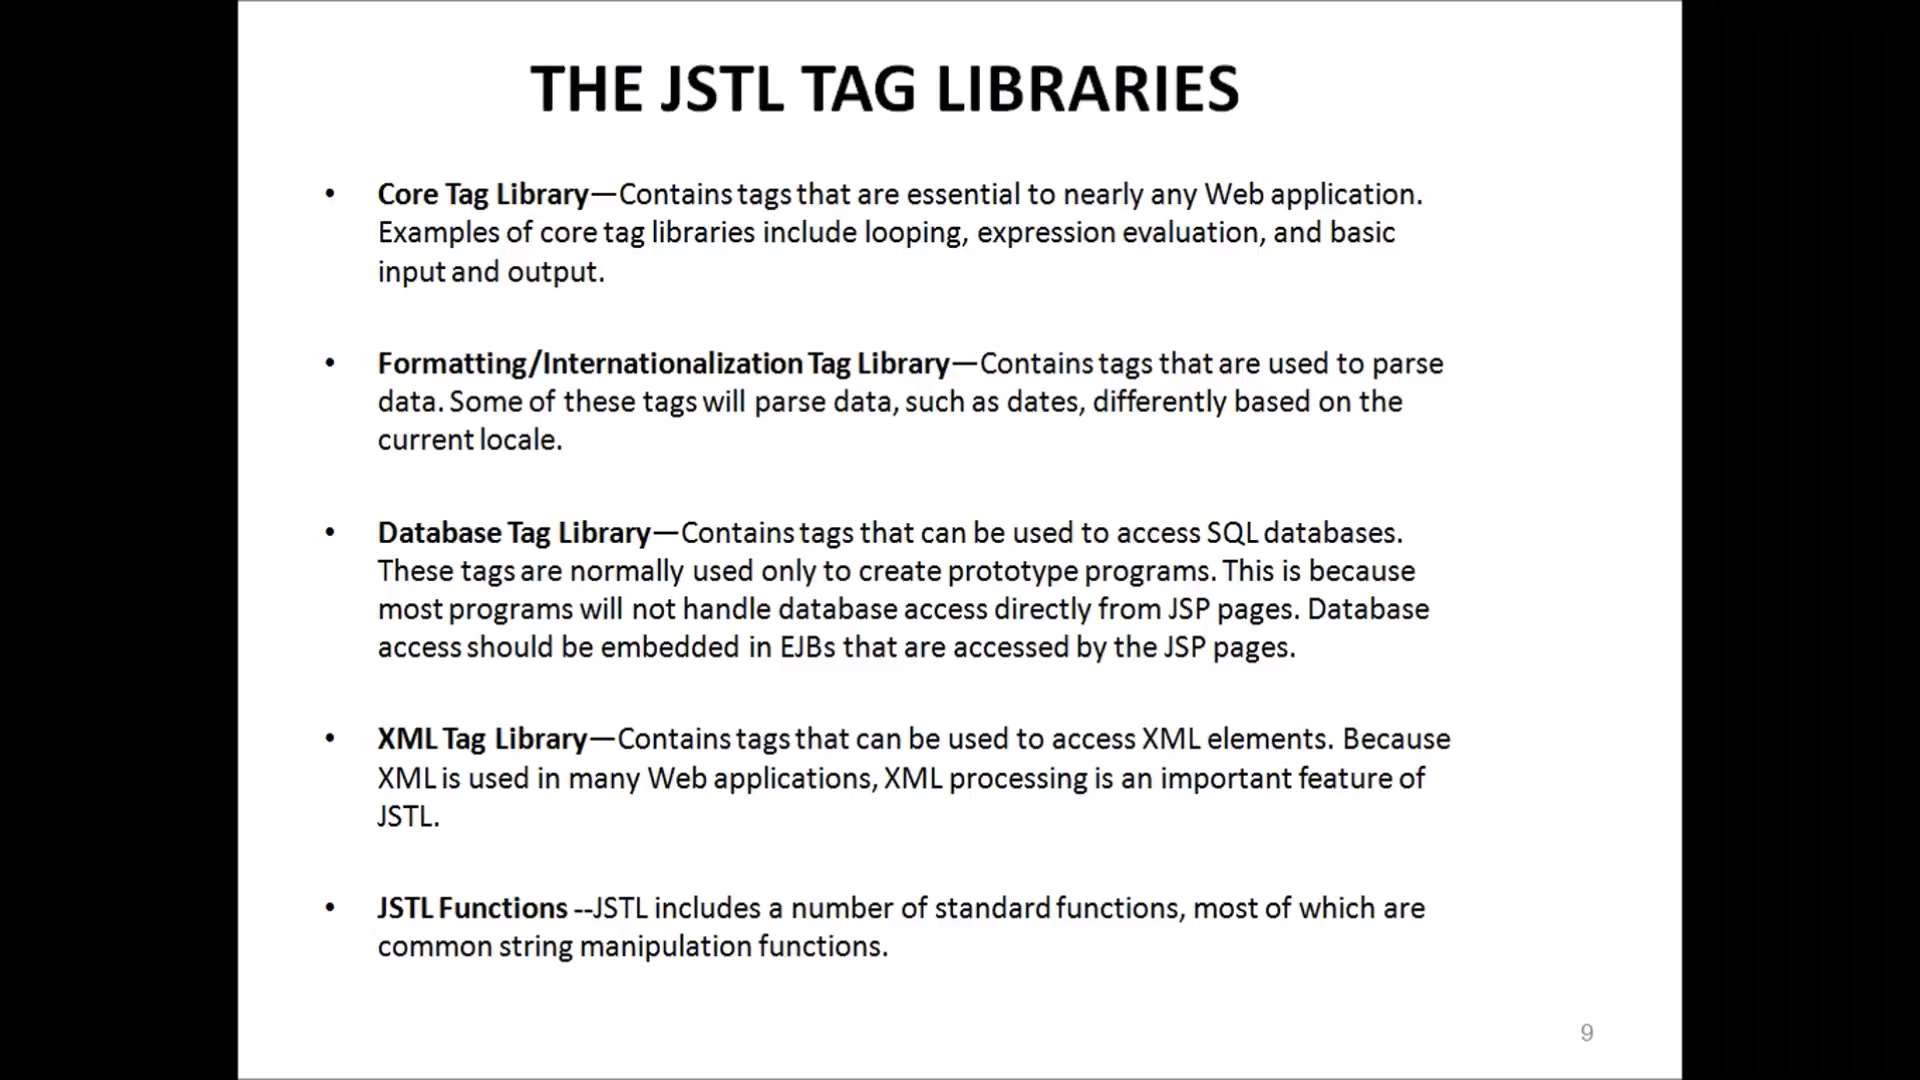 THE JSTL TAG LIBRARIES
• Core Tag Library—Contains tags that are essential to nearly any Web application.
Examples of core tag libraries include looping, expression evaluation, and basic
input and output.
• Formatting/Internationalization Tag Library—Contains tags that are used to parse
data. Some of these tags will parse data, such as dates, differently based on the
current locale.
• Database Tag Library—Contains tags that can be used to access SQL databases.
These tags are normally used only to create prototype programs. This is because
most programs will not handle database access directly from JSP pages. Database
access should be embedded in EJBs that are accessed by the JSP pages.
• XML Tag Library—Contains tags that can be used to access XML elements. Because
XML is used in many Web applications, XML processing is an important feature of
JSTL.
• JSTL Functions --JSTL includes a number of standard functions, most of which are
common string manipulation functions.
9